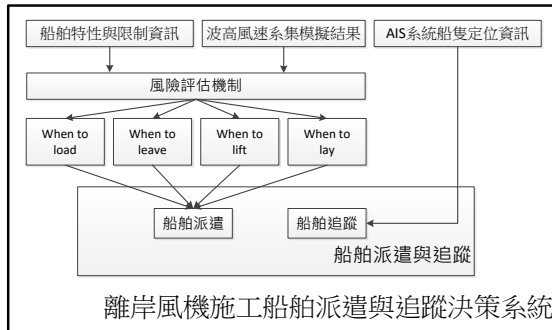 船舶特性與限制資訊
波高風速系集模擬結果
AIS系統船隻定位資訊
風險評估機制
When to
load
When to
leave
When to
lift
When to
lay
船舶派遣
船舶追蹤
船舶派遣與追蹤
離岸風機施工船舶派遣與追蹤決策系統